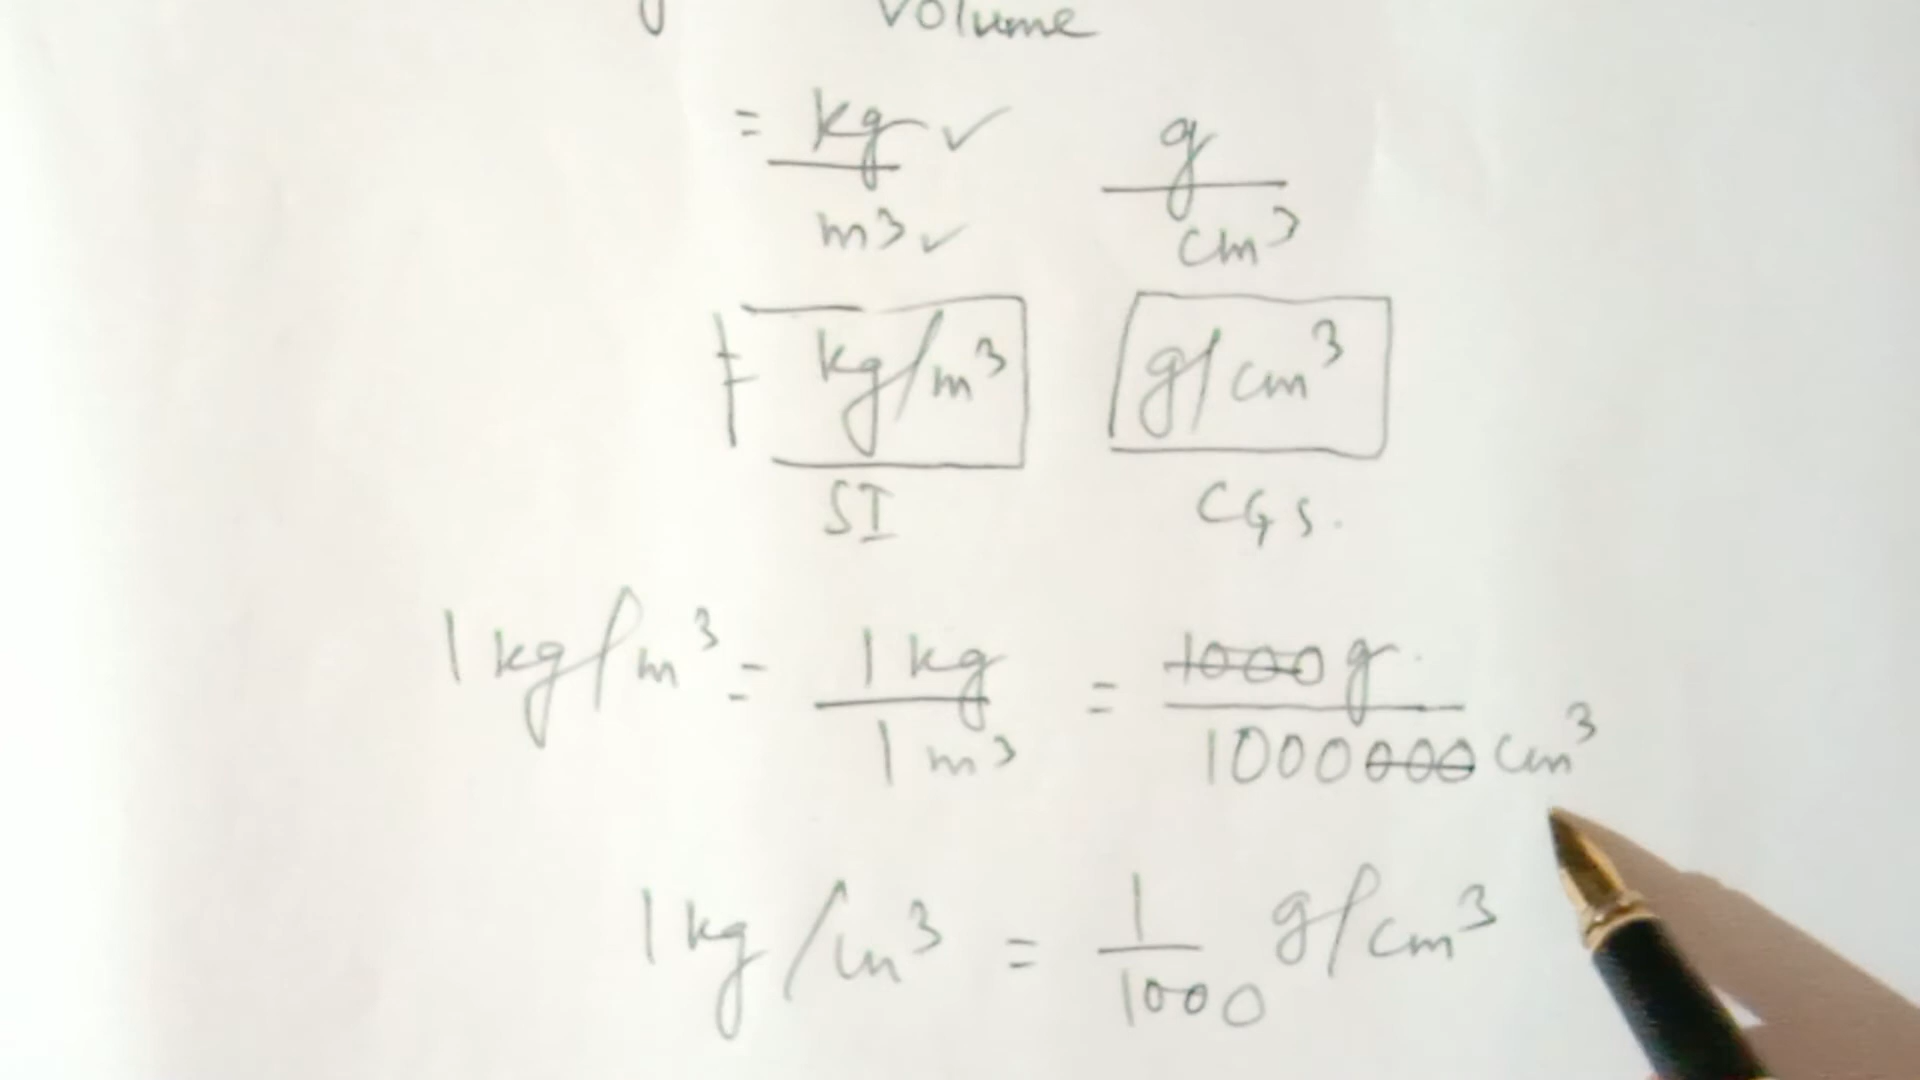 Volume
= kg ✓ g
m³ ✓ cm³
= kg/m³ g/cm³
SI CGS.
1 kg/m³ = 1 kg = 1000 g
1 m³ 1000000 cm³
1 kg/m³ = 1 g/cm³
1000